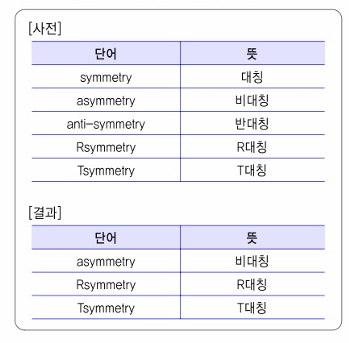 [사전]
단어 뜻
symmetry 대칭
asymmetry 비대칭
anti-symmetry 반대칭
Rsymmetry R대칭
Tsymmetry T대칭
[결과]
단어 뜻
asymmetry 비대칭
Rsymmetry R대칭
Tsymmetry T대칭